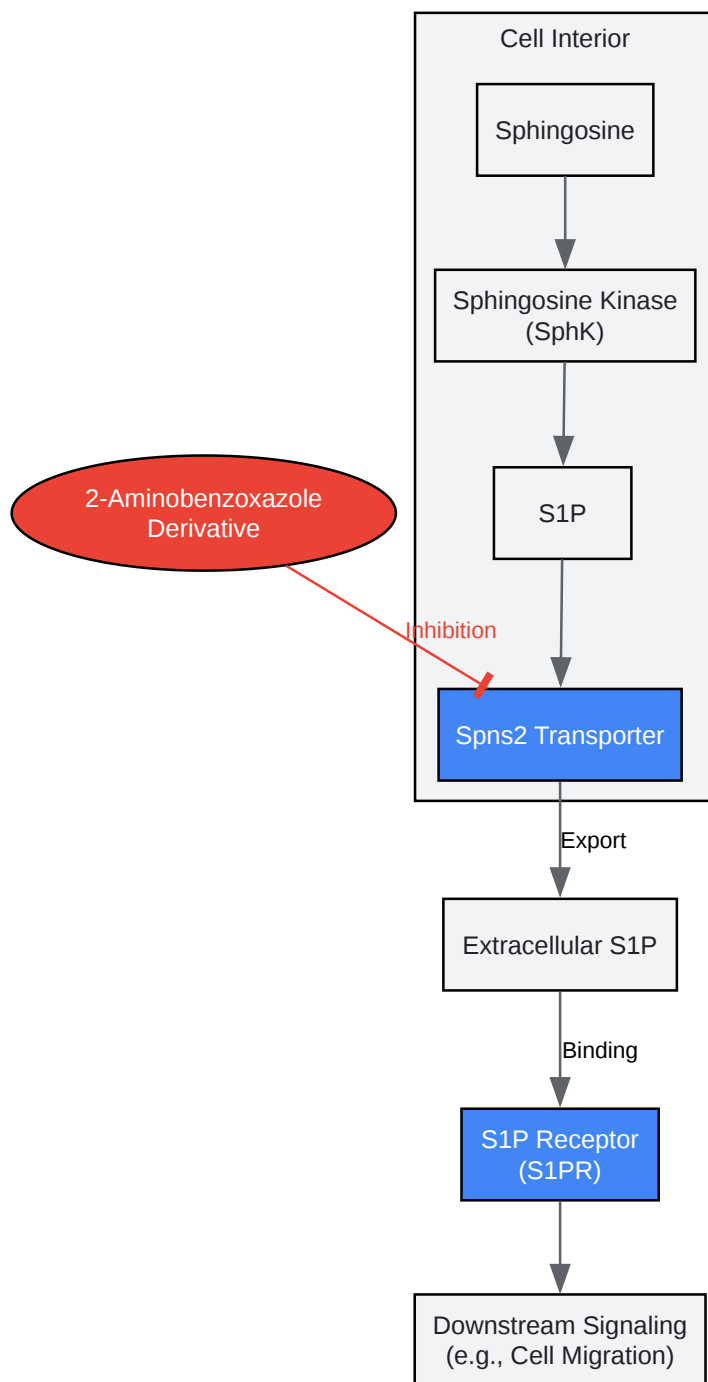 Cell Interior
Sphingosine
Sphingosine Kinase
(SphK)
2-Aminobenzoxazole
Derivative
S1P
Inhibition
Spns2 Transporter
Export
Extracellular S1P
Binding
S1P Receptor
(S1PR)
Downstream Signaling
(e.g., Cell Migration)